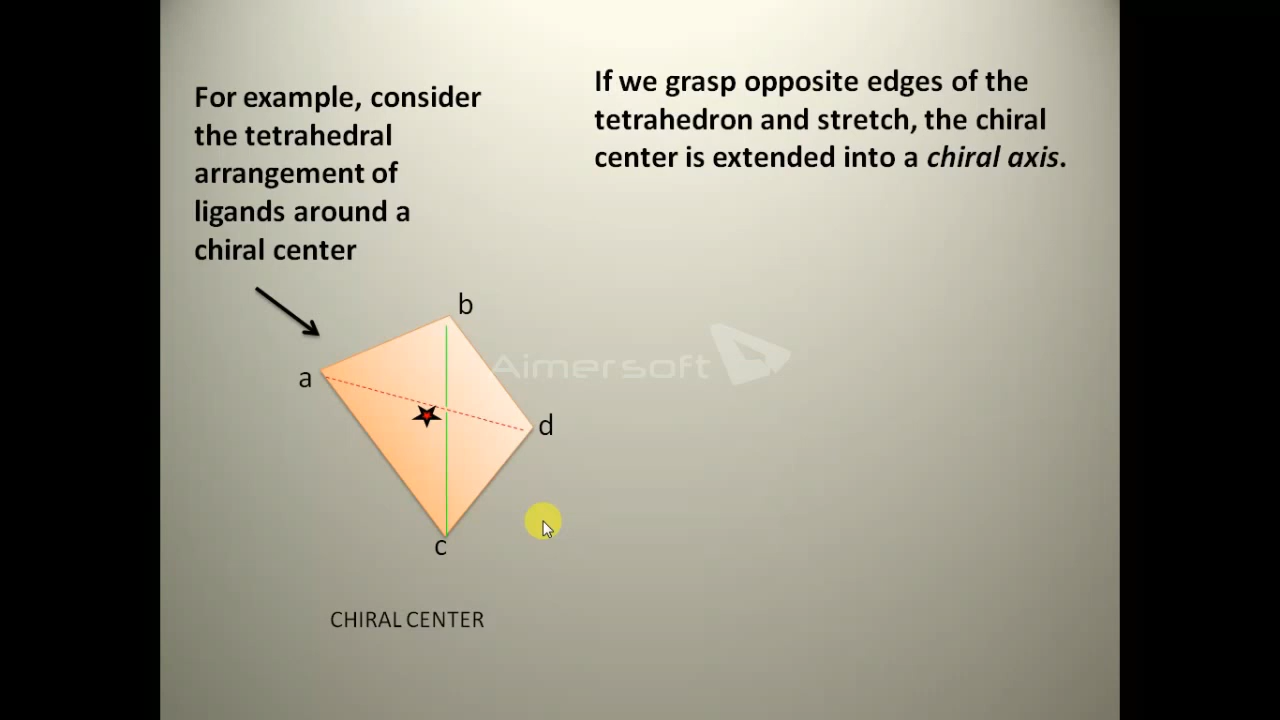 For example, consider
the tetrahedral
arrangement of
ligands around a
chiral center
If we grasp opposite edges of the
tetrahedron and stretch, the chiral
center is extended into a chiral axis.
b
a
d
c
Aimersoft
CHIRAL CENTER